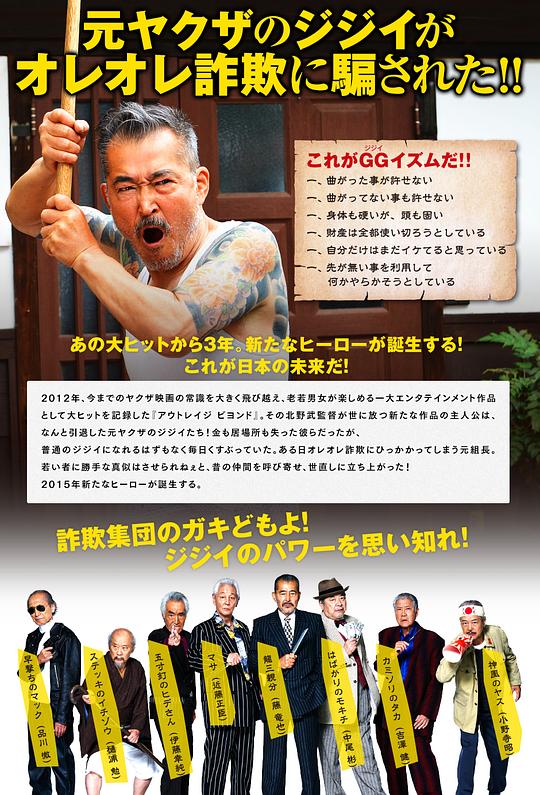 元ヤクザのジジイが
オレオレ詐欺に騙された!!
ジジイ
これがGGイズムだ!!
一、曲がった事が許せない
一、曲がってない事も許せない
一、身体も硬いが、頭も固い
一、財産は全部使い切ろうとしている
一、自分だけはまだイケてると思っている
一、先が無い事を利用して
何かやらかそうとしている
あの大ヒットから3年。新たなヒーローが誕生する!
これが日本の未来だ!
2012年、今までのヤクザ映画の常識を大きく飛び越え、老若男女が楽しめる一大エンタテインメント作品
として大ヒットを記録した『アウトレイジ ビヨンド』。その北野武監督が世に放つ新たな作品の主人公は、
なんと引退した元ヤクザのジジイたち!金も居場所も失った彼らだったが、
普通のジジイになれるはずもなく毎日くすぶっていた。ある日オレオレ詐欺にひっかかってしまう元組長。
若い者に勝手な真似はさせられねぇと、昔の仲間を呼び寄せ、世直しに立ち上がった!
2015年新たなヒーローが誕生する。
詐欺集団のガキどもよ!
ジジイのパワーを思い知れ!
早撃ちのマック(品川 徹)
ステッキのイチゾウ(樋浦 勉)
五寸釘のヒデさん(伊藤幸純)
マサ(近藤正臣)
龍三親分(藤 竜也)
はばかりのモキチ(中尾 彬)
カミソリのタカ(吉澤 健)
神風のヤス(小野寺昭)